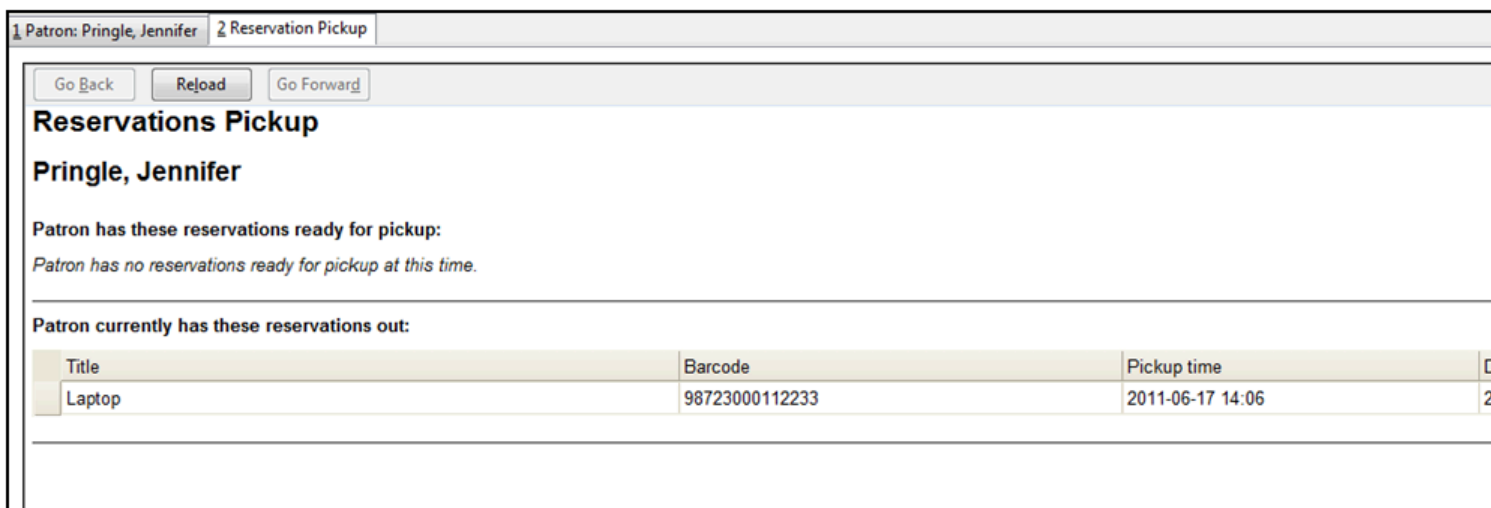 1 Patron: Pringle, Jennifer 2 Reservation Pickup
Go Back Reload Go Forward
Reservations Pickup
Pringle, Jennifer
Patron has these reservations ready for pickup:
Patron has no reservations ready for pickup at this time.
Patron currently has these reservations out:
Title Barcode Pickup time
Laptop 98723000112233 2011-06-17 14:06